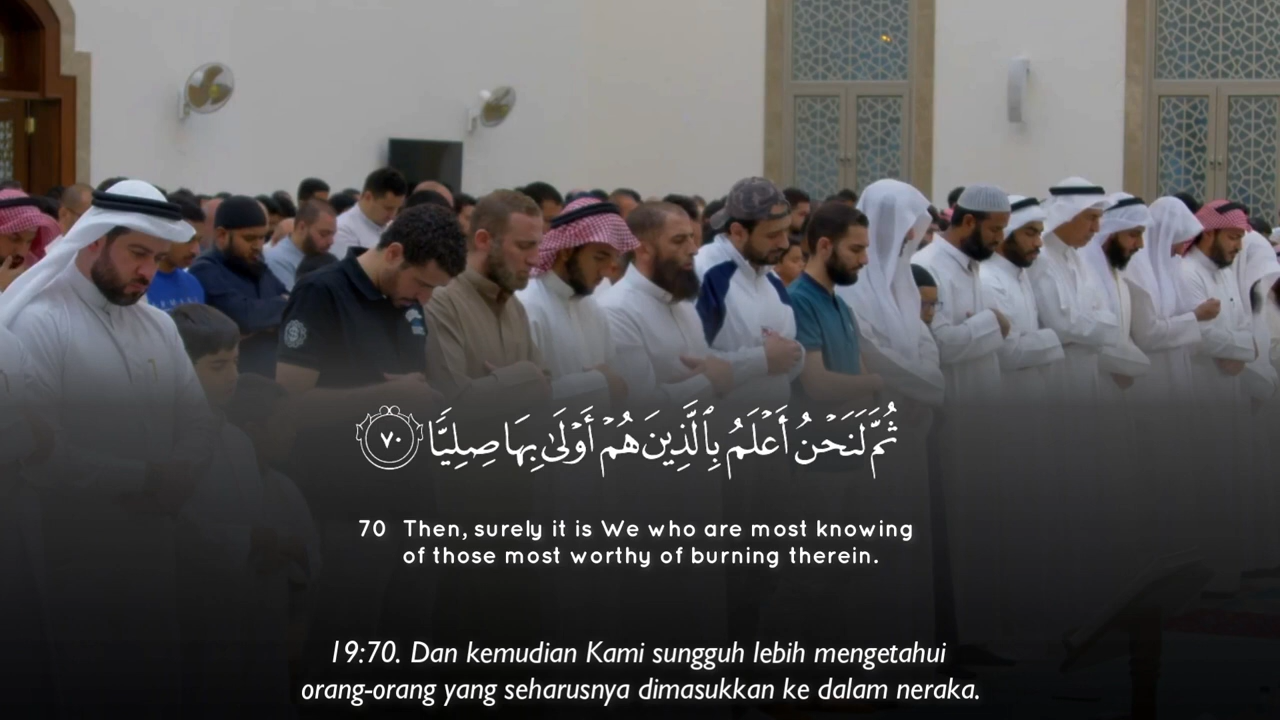 ثُمَّ لَنَحْنُ أَعْلَمُ بِٱلَّذِينَ هُمْ أَوْلَىٰ بِهَا صِلِيًّا ٧٠
70 Then, surely it is We who are most knowing
of those most worthy of burning therein.
19:70. Dan kemudian Kami sungguh lebih mengetahui
orang-orang yang seharusnya dimasukkan ke dalam neraka.